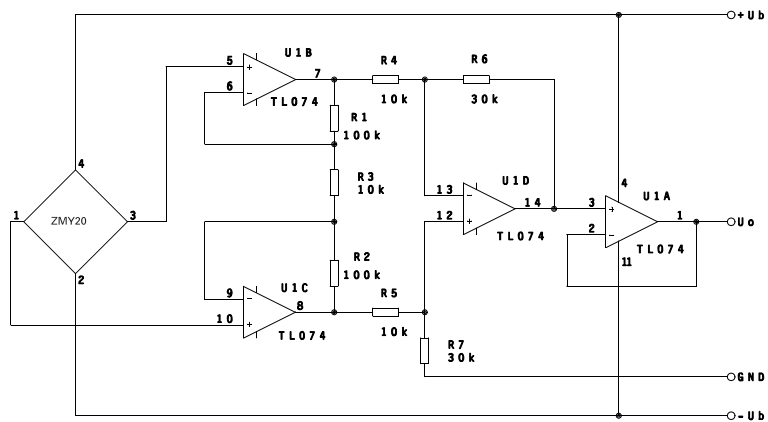 +Ub
U1B
5
+
7
6
−
TL074
R4
10k
R6
30k
R1
100k
4
1
ZMY20
3
2
R3
10k
13
−
12
+
U1D
14
TL074
4
U1A
3
+
1
2
−
TL074
11
Uo
R2
100k
U1C
9
−
8
10
+
TL074
R5
10k
R7
30k
GND
-Ub